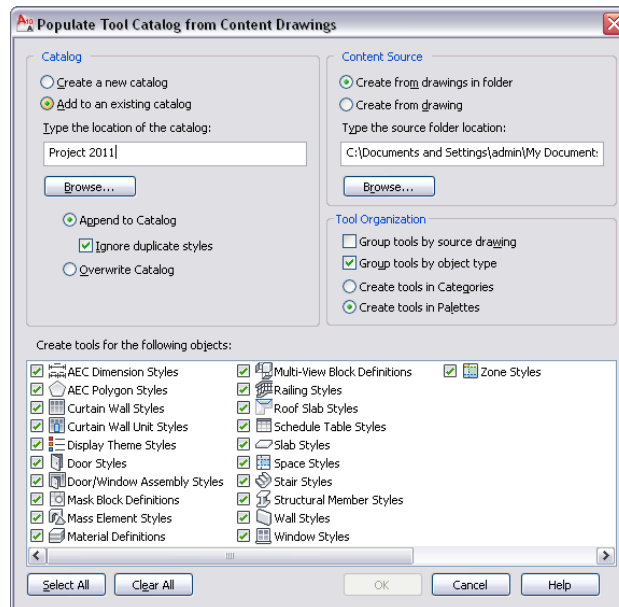 Populate Tool Catalog from Content Drawings
Catalog
Create a new catalog
Add to an existing catalog
Type the location of the catalog:
Project 2011
Browse...
Append to Catalog
Ignore duplicate styles
Overwrite Catalog
Content Source
Create from drawings in folder
Create from drawing
Type the source folder location:
C:\Documents and Settings\admin\My Documents
Browse...
Tool Organization
Group tools by source drawing
Group tools by object type
Create tools in Categories
Create tools in Palettes
Create tools for the following objects:
AEC Dimension Styles
AEC Polygon Styles
Curtain Wall Styles
Curtain Wall Unit Styles
Display Theme Styles
Door Styles
Door/Window Assembly Styles
Mask Block Definitions
Mass Element Styles
Material Definitions
Multi-View Block Definitions
Railing Styles
Roof Slab Styles
Schedule Table Styles
Slab Styles
Space Styles
Stair Styles
Structural Member Styles
Wall Styles
Window Styles
Zone Styles
Select All
Clear All
OK
Cancel
Help